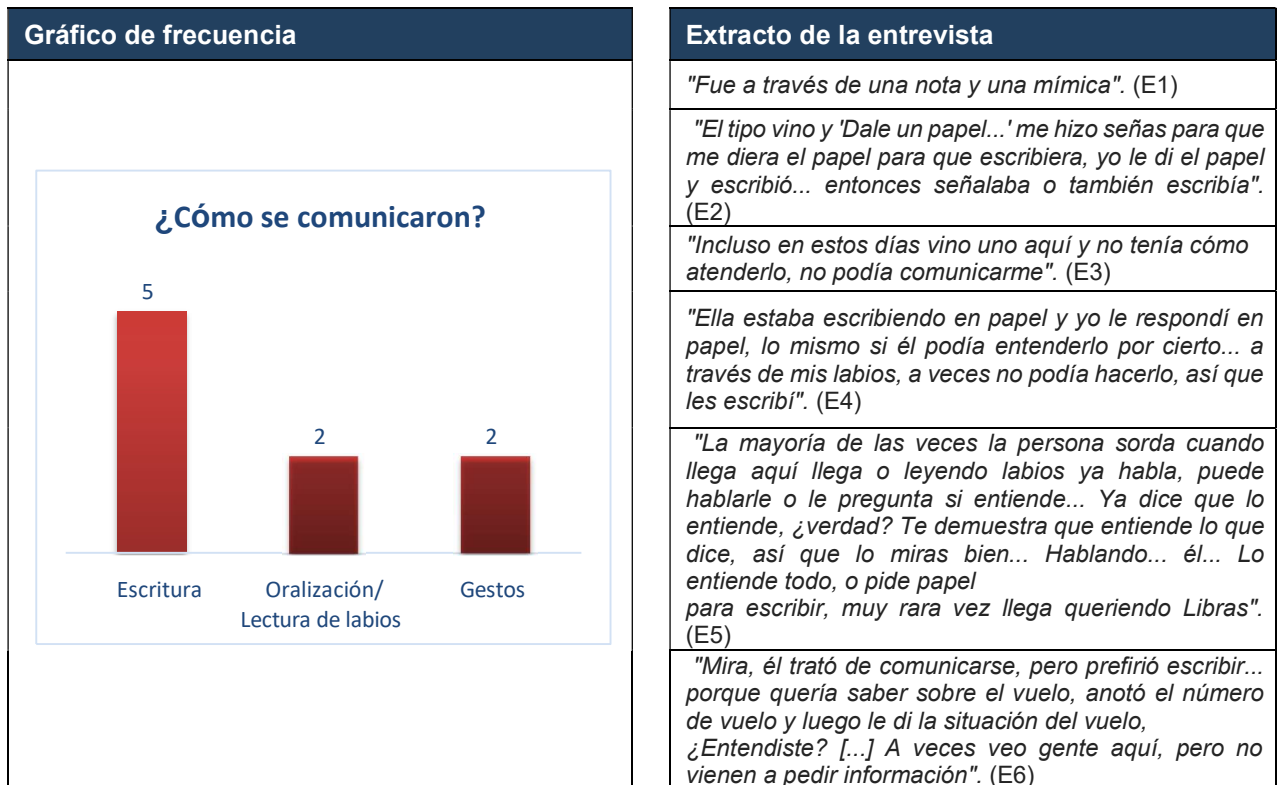 Gráfico de frecuencia
¿Cómo se comunicaron?
5
2
2
Escritura
Oralización/
Lectura de labios
Gestos
Extracto de la entrevista
"Fue a través de una nota y una mímica". (E1)
"El tipo vino y 'Dale un papel...' me hizo señas para que
me diera el papel para que escribiera, yo le di el papel
y escribió... entonces señalaba o también escribía".
(E2)
"Incluso en estos días vino uno aquí y no tenía cómo
atenderlo, no podía comunicarme". (E3)
"Ella estaba escribiendo en papel y yo le respondí en
papel, lo mismo si él podía entenderlo por cierto... a
través de mis labios, a veces no podía hacerlo, así que
les escribí". (E4)
"La mayoría de las veces la persona sorda cuando
llega aquí llega o leyendo labios ya habla, puede
hablarle o le pregunta si entiende... Ya dice que lo
entiende, ¿verdad? Te demuestra que entiende lo que
dice, así que lo miras bien... Hablando... él... Lo
entiende todo, o pide papel
para escribir, muy rara vez llega queriendo Libras".
(E5)
"Mira, él trató de comunicarse, pero prefirió escribir...
porque quería saber sobre el vuelo, anotó el número
de vuelo y luego le di la situación del vuelo,
¿Entendiste? [...] A veces veo gente aquí, pero no
vienen a pedir información". (E6)